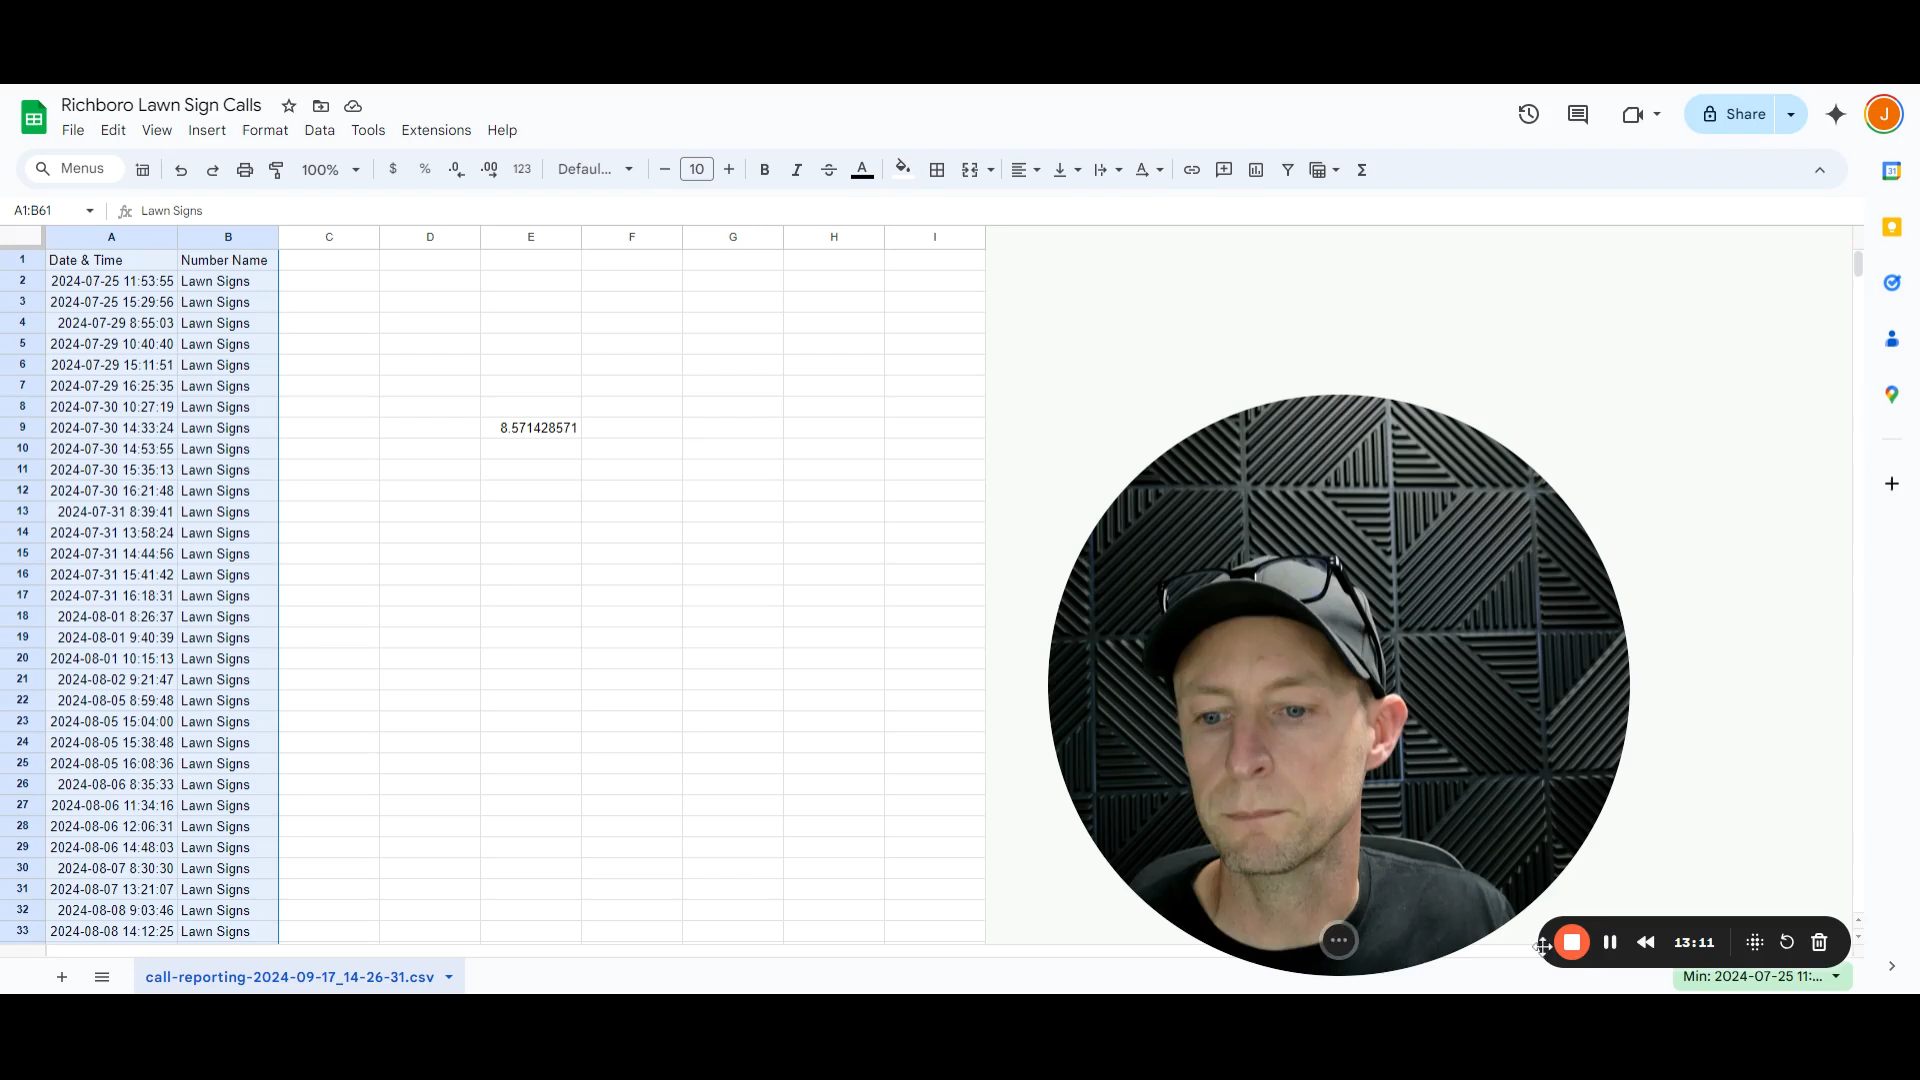 Richboro Lawn Sign Calls
J
Share
File Edit View Insert Format Data Tools Extensions Help
Menus 100% $ % .0 .00 123 Defaul... 10 B I A Σ
31
A1:B61 fx Lawn Signs
A B C D E F G H I
1 Date & Time Number Name
2 2024-07-25 11:53:55 Lawn Signs
3 2024-07-25 15:29:56 Lawn Signs
4 2024-07-29 8:55:03 Lawn Signs
5 2024-07-29 10:40:40 Lawn Signs
6 2024-07-29 15:11:51 Lawn Signs
7 2024-07-29 16:25:35 Lawn Signs
8 2024-07-30 10:27:19 Lawn Signs
9 2024-07-30 14:33:24 Lawn Signs 8.571428571
10 2024-07-30 14:53:55 Lawn Signs
11 2024-07-30 15:35:13 Lawn Signs
12 2024-07-30 16:21:48 Lawn Signs
13 2024-07-31 8:39:41 Lawn Signs
14 2024-07-31 13:58:24 Lawn Signs
15 2024-07-31 14:44:56 Lawn Signs
16 2024-07-31 15:41:42 Lawn Signs
17 2024-07-31 16:18:31 Lawn Signs
18 2024-08-01 8:26:37 Lawn Signs
19 2024-08-01 9:40:39 Lawn Signs
20 2024-08-01 10:15:13 Lawn Signs
21 2024-08-02 9:21:47 Lawn Signs
22 2024-08-05 8:59:48 Lawn Signs
23 2024-08-05 15:04:00 Lawn Signs
24 2024-08-05 15:38:48 Lawn Signs
25 2024-08-05 16:08:36 Lawn Signs
26 2024-08-06 8:35:33 Lawn Signs
27 2024-08-06 11:34:16 Lawn Signs
28 2024-08-06 12:06:31 Lawn Signs
29 2024-08-06 14:48:03 Lawn Signs
30 2024-08-07 8:30:30 Lawn Signs
31 2024-08-07 13:21:07 Lawn Signs
32 2024-08-08 9:03:46 Lawn Signs
33 2024-08-08 14:12:25 Lawn Signs
13:11
call-reporting-2024-09-17_14-26-31.csv
Min: 2024-07-25 11:...